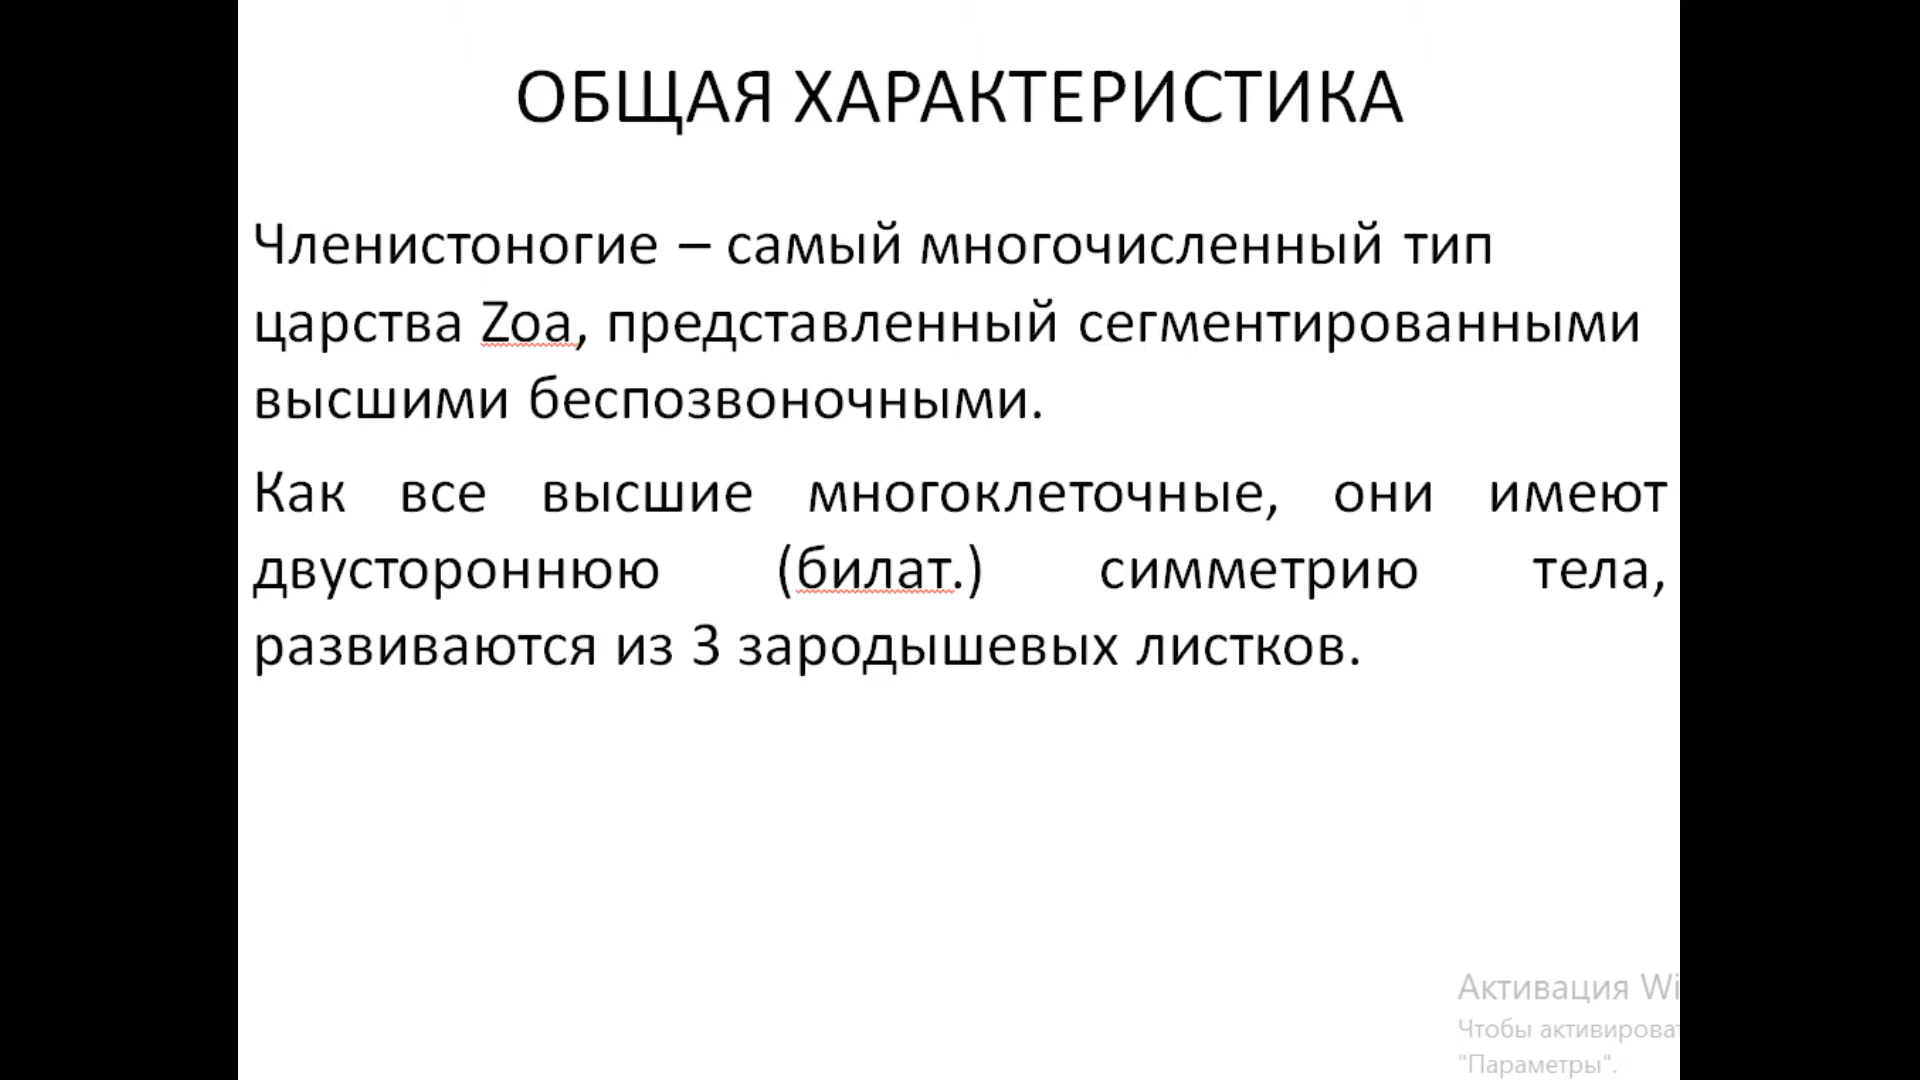 ОБЩАЯ ХАРАКТЕРИСТИКА
Членистоногие – самый многочисленный тип
царства Zoa, представленный сегментированными
высшими беспозвоночными.
Как все высшие многоклеточные, они имеют
двустороннюю (билат.) симметрию тела,
развиваются из 3 зародышевых листков.
Активация Wi
Чтобы активироват
"Параметры".